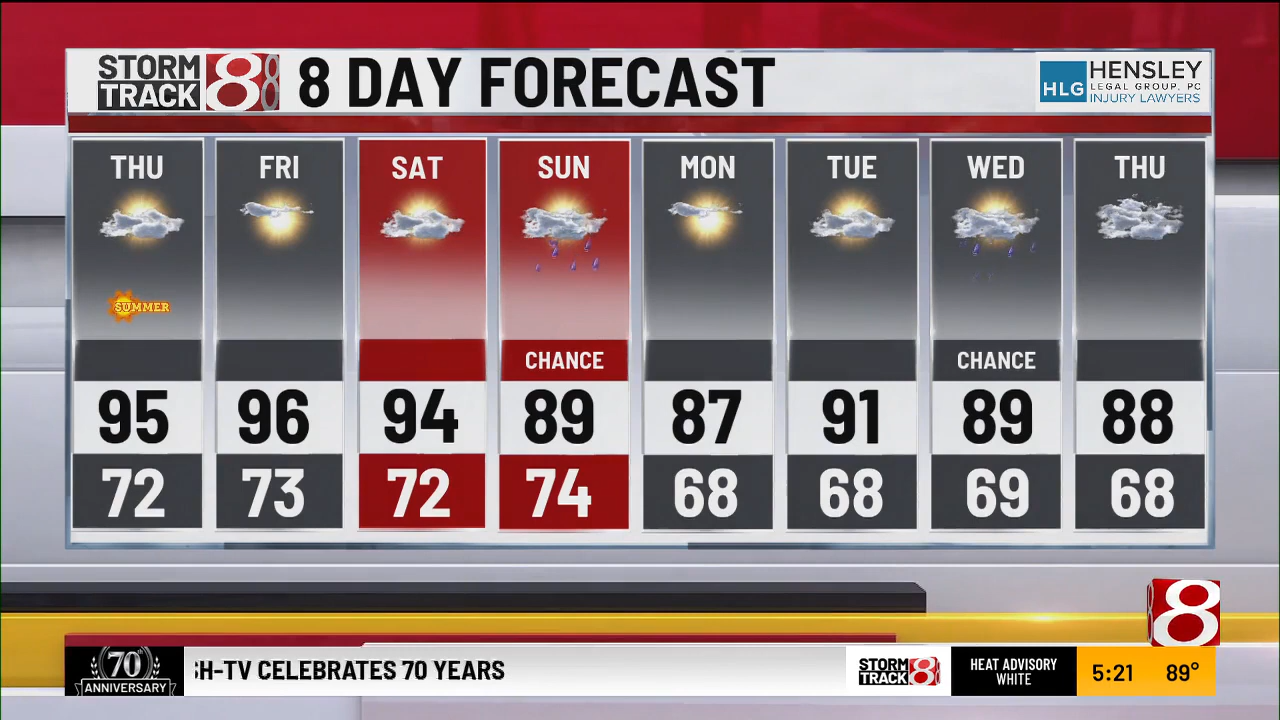 STORM
TRACK 8
8 DAY FORECAST
HENSLEY
HLG
LEGAL GROUP, PC
INJURY LAWYERS
THU FRI SAT SUN MON TUE WED THU
SUMMER
CHANCE CHANCE
95 96 94 89 87 91 89 88
72 73 72 74 68 68 69 68
8
70
ANNIVERSARY
H-TV CELEBRATES 70 YEARS
STORM
TRACK 8
HEAT ADVISORY
WHITE
5:21 89°